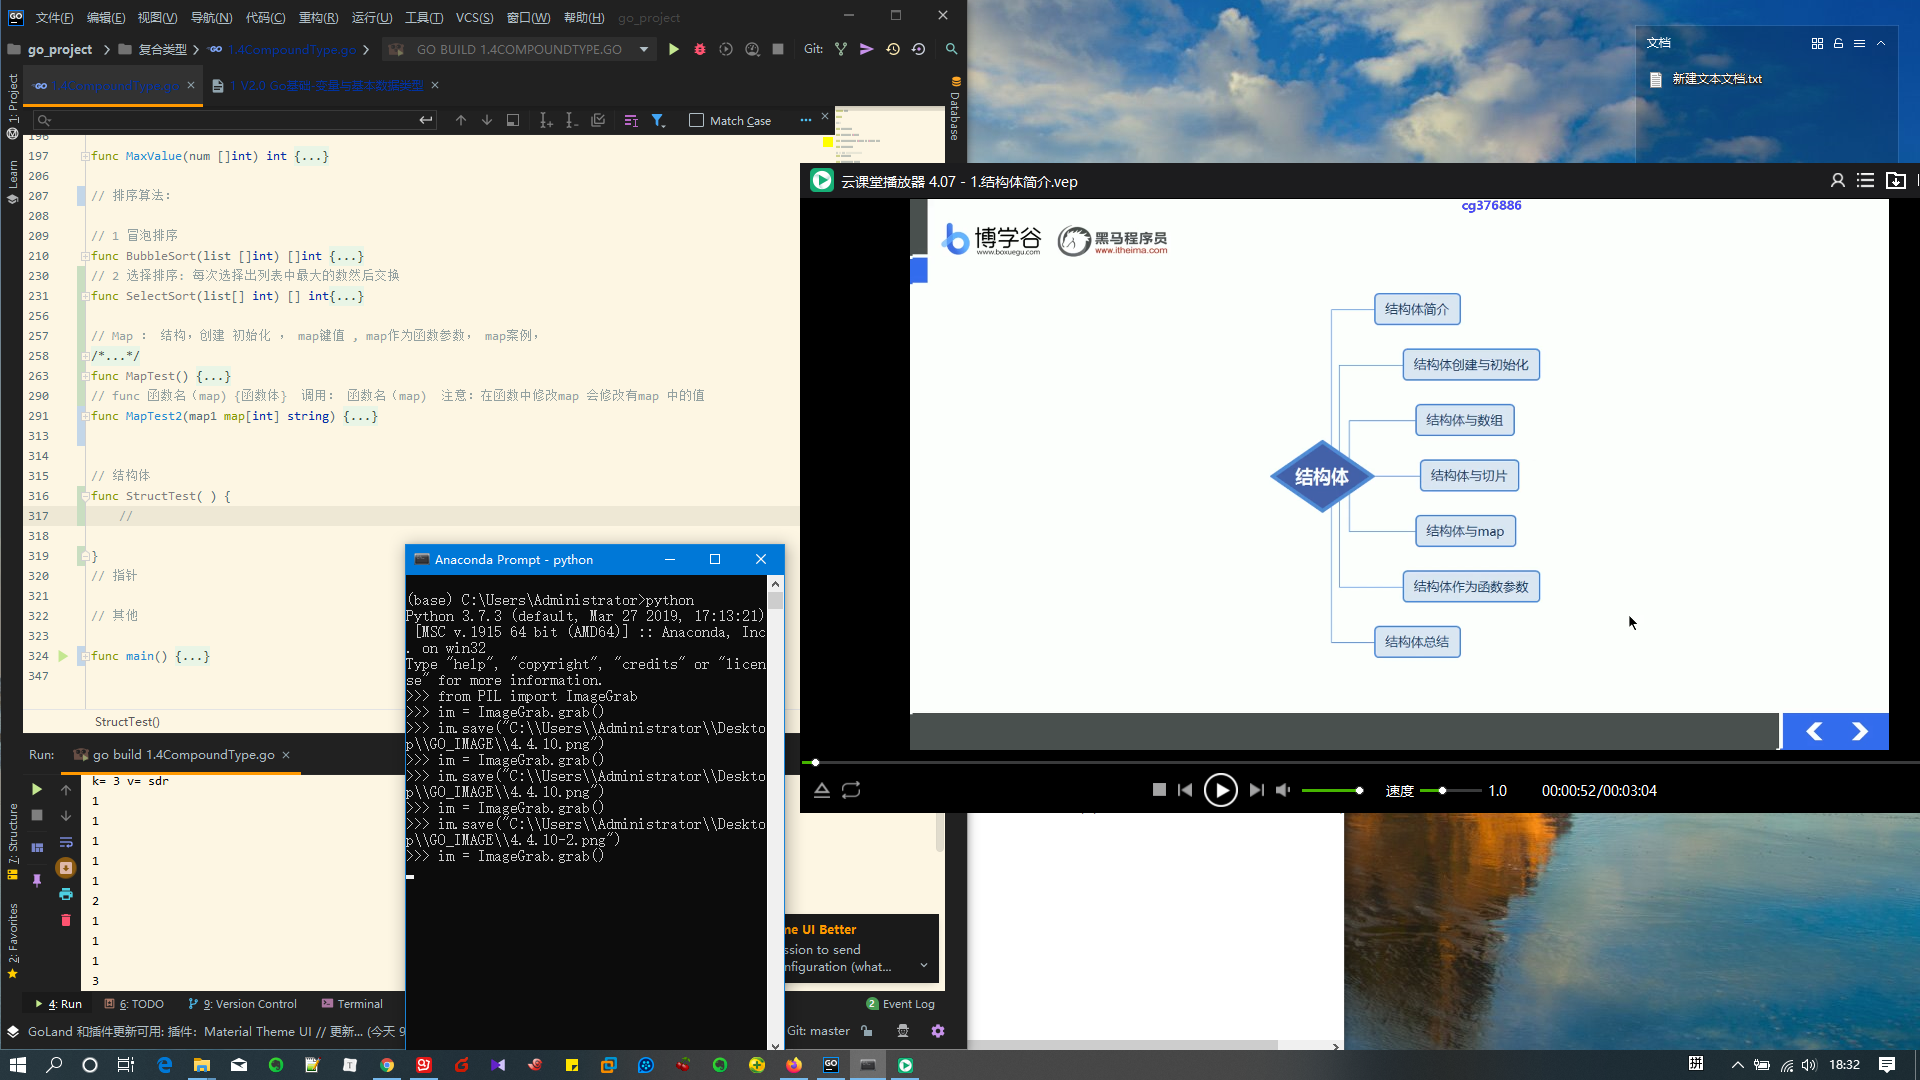 文件(F) 编辑(E) 视图(V) 导航(N) 代码(C) 重构(R) 运行(U) 工具(T) VCS(S) 窗口(W) 帮助(H) go_project
go_project 复合类型 1.4CompoundType.go GO BUILD 1.4COMPOUNDTYPE.GO Git:
1.4CompoundType.go 1 V2.0 Go基础-变量与基本数据类型
Match Case
1: Project
Learn
7: Structure
2: Favorites
Database
196
197 func MaxValue(num []int) int {...}
206
207 // 排序算法:
208
209 // 1 冒泡排序
210 func BubbleSort(list []int) []int {...}
230 // 2 选择排序: 每次选择出列表中最大的数然后交换
231 func SelectSort(list[] int) [] int{...}
256
257 // Map : 结构, 创建 初始化 , map键值 , map作为函数参数, map案例,
258 /*...*/
263 func MapTest() {...}
290 // func 函数名（map）{函数体} 调用: 函数名（map） 注意: 在函数中修改map 会修改有map 中的值
291 func MapTest2(map1 map[int] string) {...}
313
314
315 // 结构体
316 func StructTest( ) {
317 //
318
319 }
320 // 指针
321
322 // 其他
323
324 func main() {...}
347
StructTest()
Run: go build 1.4CompoundType.go
k= 3 v= sdr
1
1
1
1
1
2
1
1
1
3
Anaconda Prompt - python
(base) C:\Users\Administrator>python
Python 3.7.3 (default, Mar 27 2019, 17:13:21)
[MSC v.1915 64 bit (AMD64)] :: Anaconda, Inc
. on win32
Type "help", "copyright", "credits" or "licen
se" for more information.
>>> from PIL import ImageGrab
>>> im = ImageGrab.grab()
>>> im.save("C:\\Users\\Administrator\\Deskto
p\\GO_IMAGE\\4.4.10.png")
>>> im = ImageGrab.grab()
>>> im.save("C:\\Users\\Administrator\\Deskto
p\\GO_IMAGE\\4.4.10.png")
>>> im = ImageGrab.grab()
>>> im.save("C:\\Users\\Administrator\\Deskto
p\\GO_IMAGE\\4.4.10-2.png")
>>> im = ImageGrab.grab()
me UI Better
ssion to send
nfiguration (what...
4: Run 6: TODO 9: Version Control Terminal 2 Event Log
GoLand 和插件更新可用: 插件: Material Theme UI // 更新... (今天 9 Git: master
文档
新建文本文档.txt
云课堂播放器 4.07 - 1.结构体简介.vep
cg376886
博学谷
www.boxuegu.com
黑马程序员
www.itheima.com
结构体简介
结构体创建与初始化
结构体与数组
结构体
结构体与切片
结构体与map
结构体作为函数参数
结构体总结
速度 1.0 00:00:52/00:03:04
拼 18:32